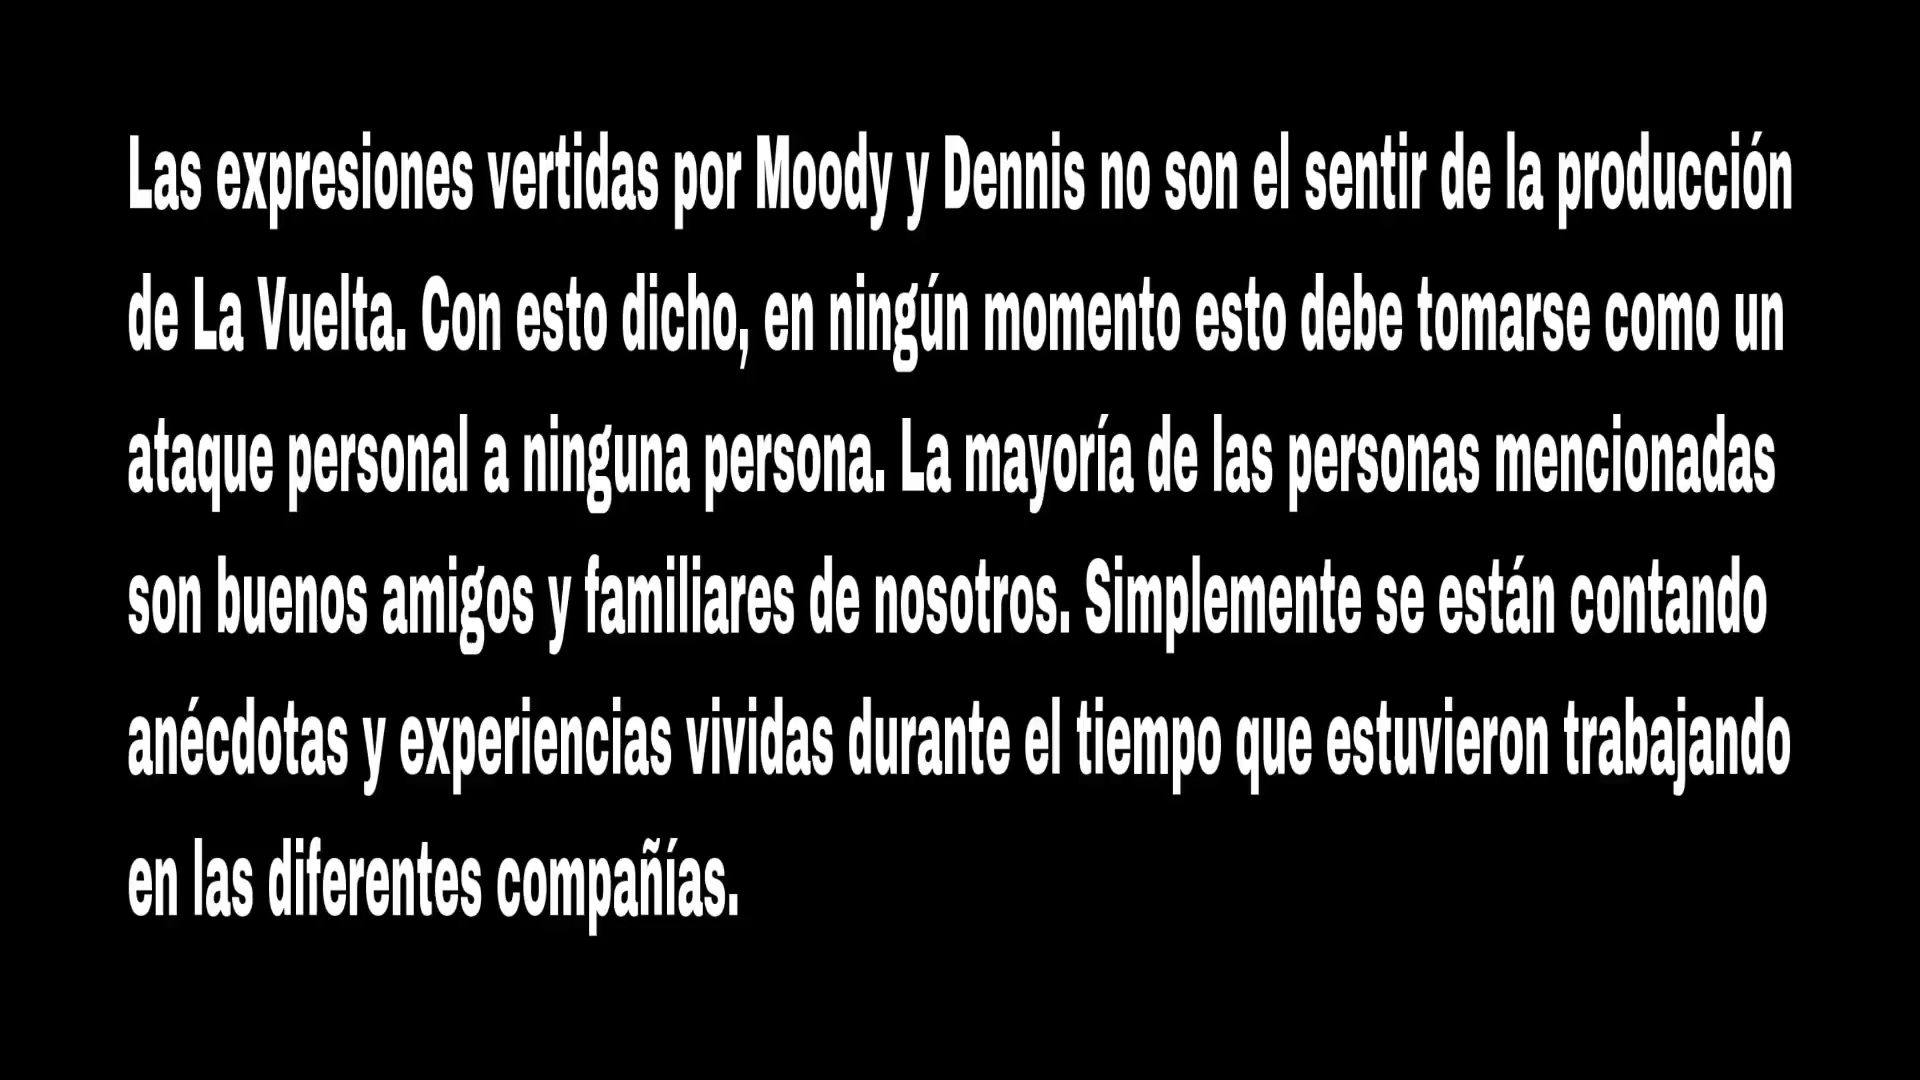 Las expresiones vertidas por Moody y Dennis no son el sentir de la producción
de La Vuelta. Con esto dicho, en ningún momento esto debe tomarse como un
ataque personal a ninguna persona. La mayoría de las personas mencionadas
son buenos amigos y familiares de nosotros. Simplemente se están contando
anécdotas y experiencias vividas durante el tiempo que estuvieron trabajando
en las diferentes compañías.